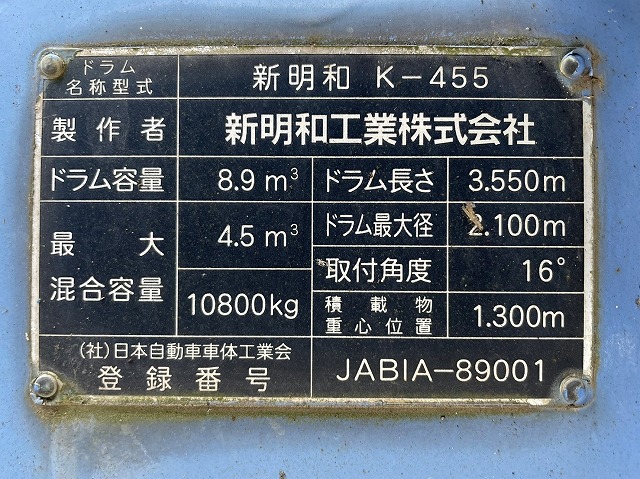 ドラム
名称型式
新明和 K-455
製作者
新明和工業株式会社
ドラム容量
8.9 m³
ドラム長さ
3.550m
最大
混合容量
4.5 m³
10800kg
ドラム最大径
2.100m
取付角度
16°
積載物
重心位置
1.300m
(社)日本自動車車体工業会
登録番号
JABIA-89001